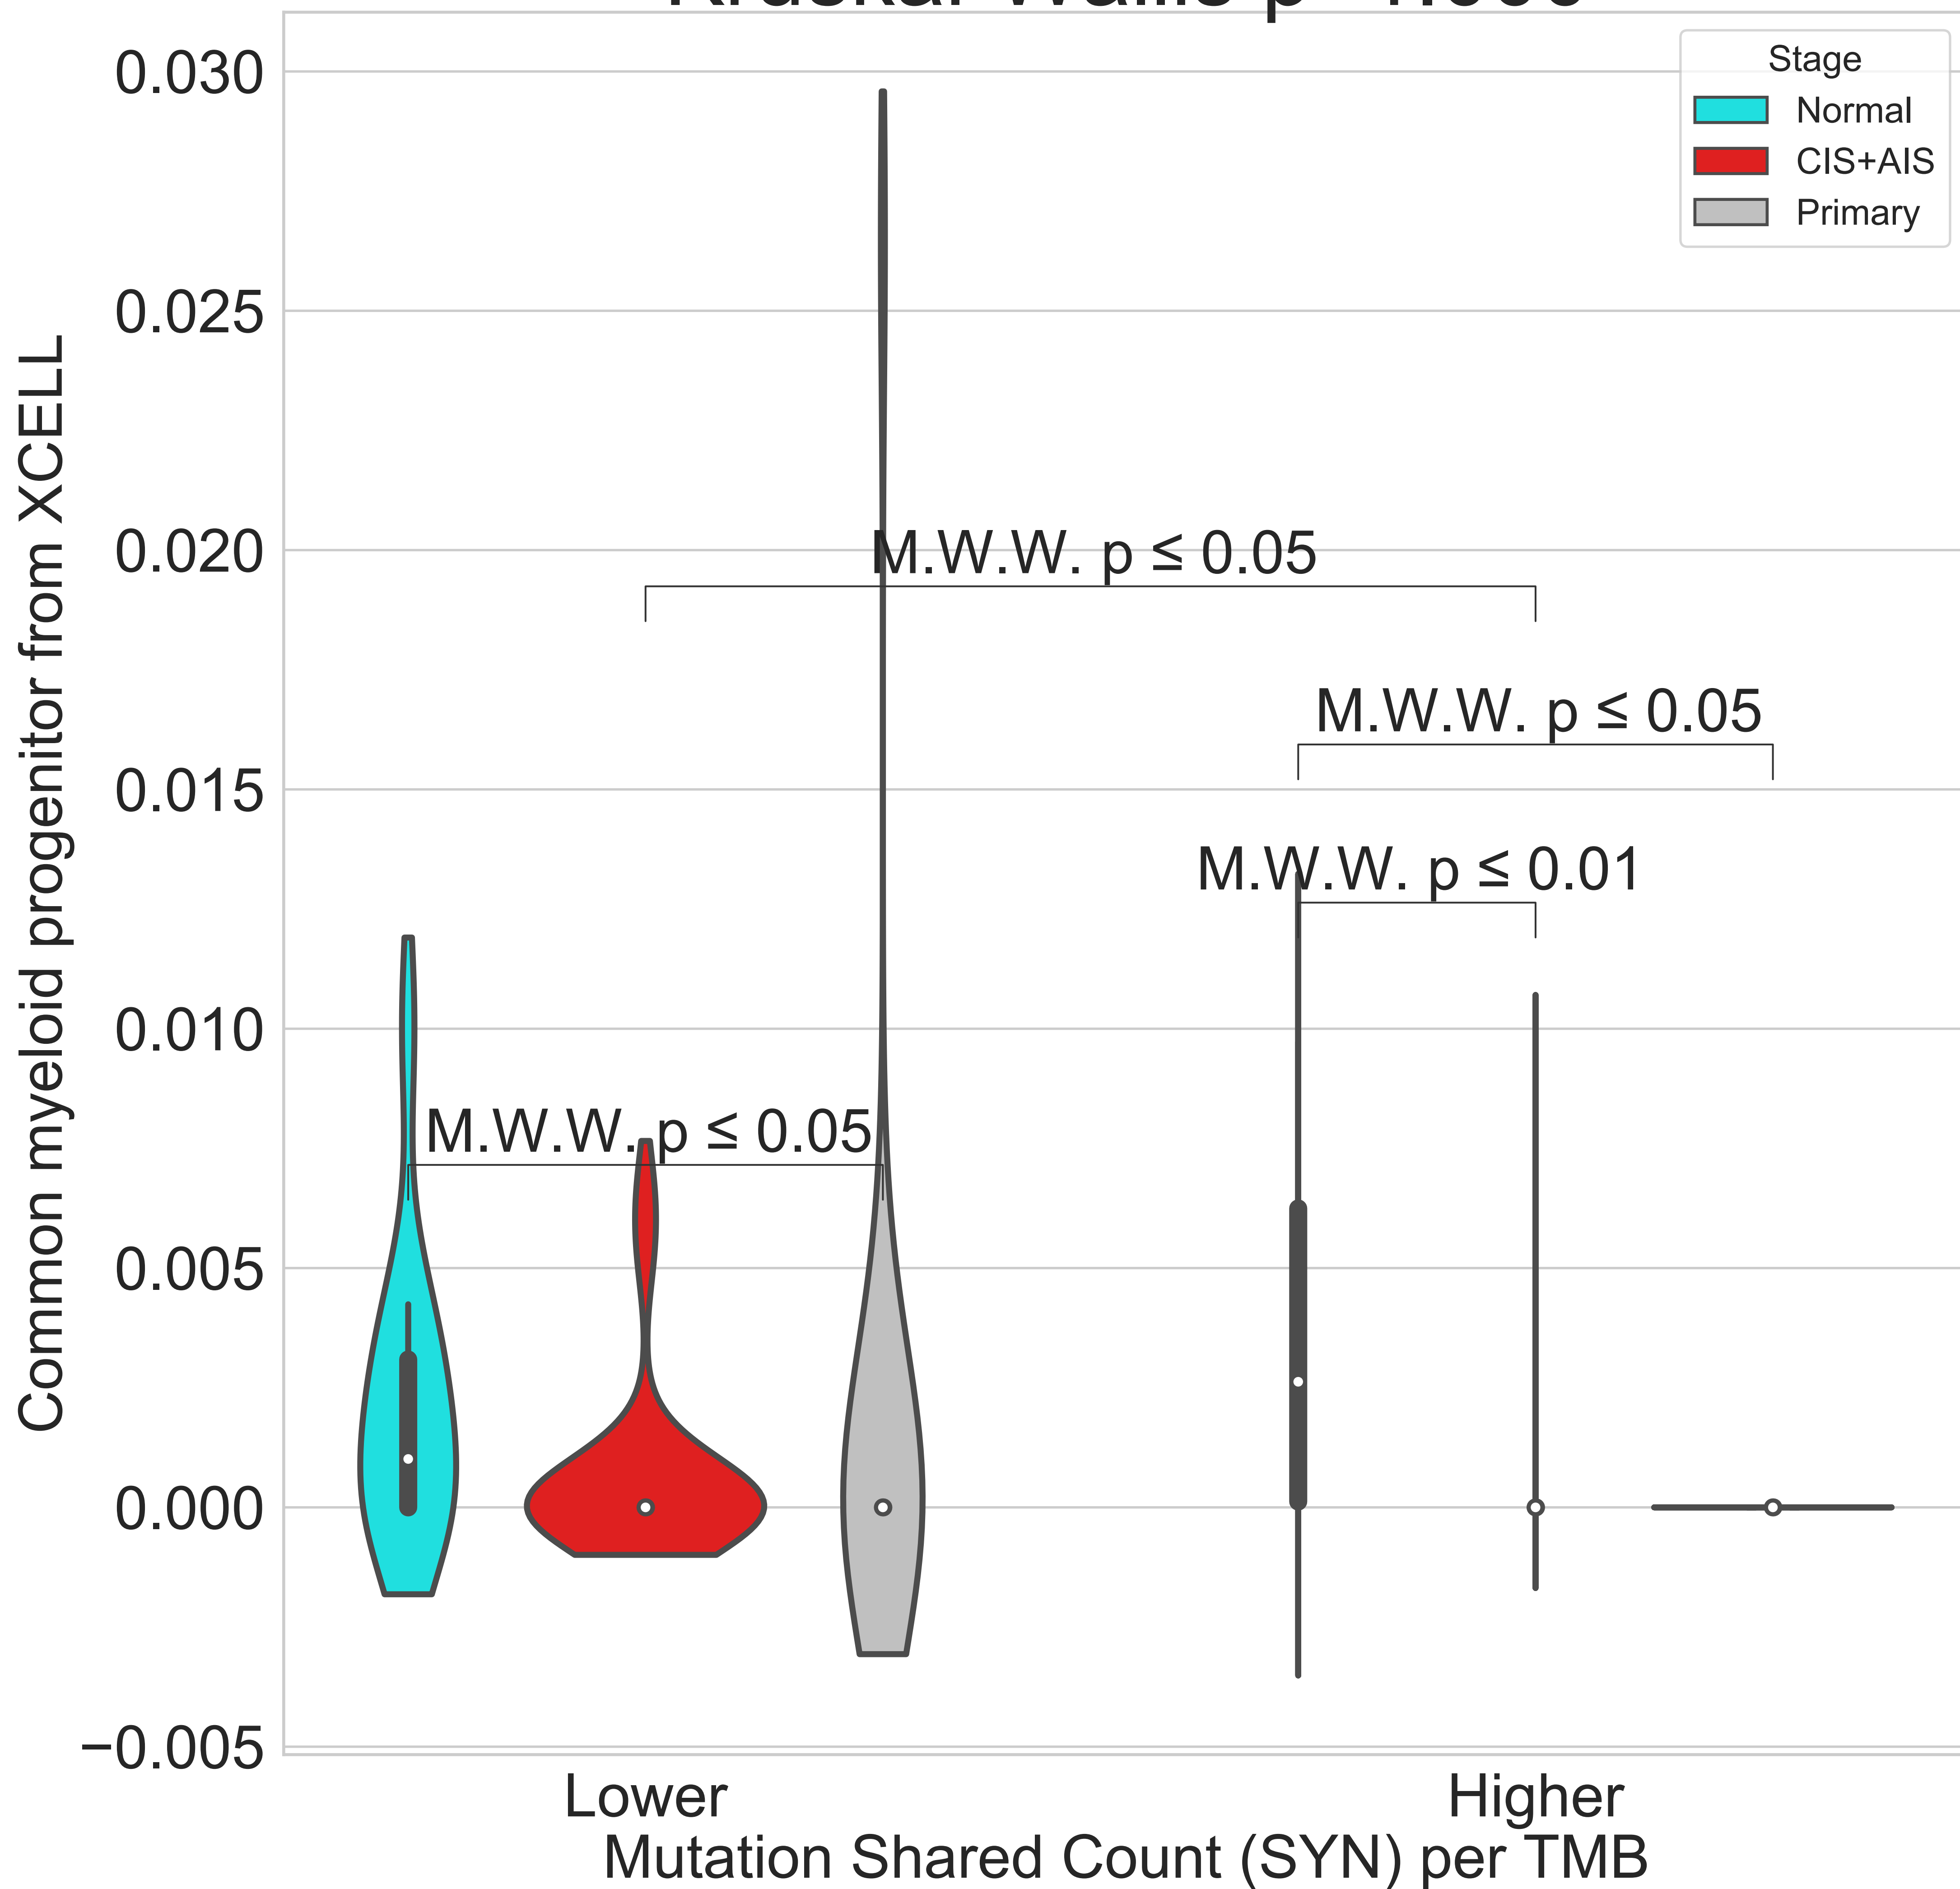 Stage
Normal
CIS+AIS
Primary
Common myeloid progenitor from XCELL
0.030
0.025
0.020
0.015
0.010
0.005
0.000
−0.005
M.W.W. p ≤ 0.05
M.W.W. p ≤ 0.05
M.W.W. p ≤ 0.01
M.W.W. p ≤ 0.05
Lower
Higher
Mutation Shared Count (SYN) per TMB